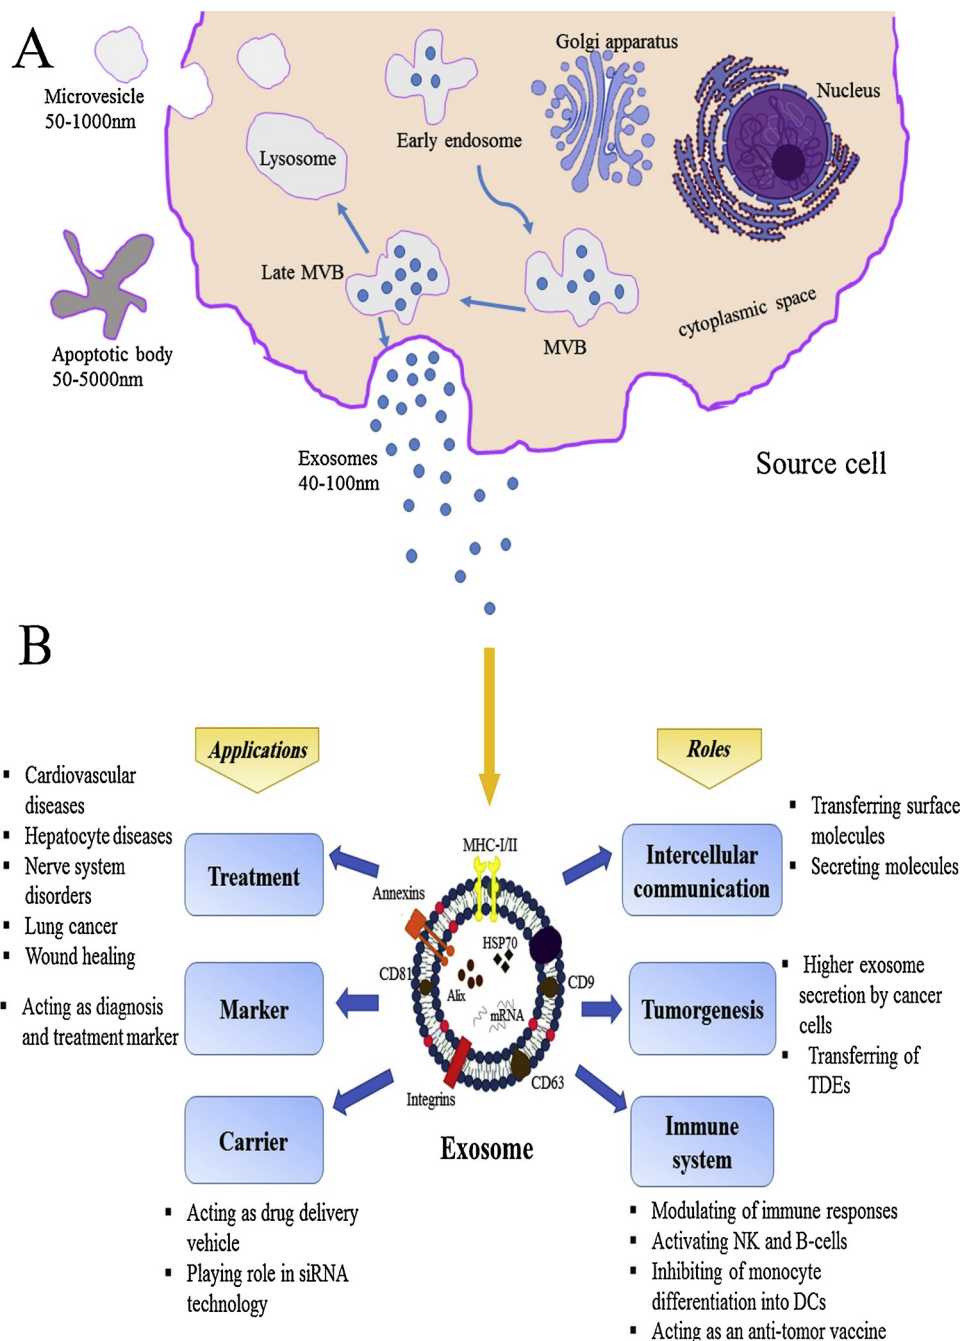 A
Microvesicle
50-1000nm
Golgi apparatus
Nucleus
Early endosome
Lysosome
Late MVB
MVB
cytoplasmic space
Apoptotic body
50-5000nm
Exosomes
40-100nm
Source cell
B
Applications
Roles
▪ Cardiovascular
diseases
▪ Hepatocyte diseases
▪ Nerve system
disorders
▪ Lung cancer
▪ Wound healing
Treatment
▪ Acting as diagnosis
and treatment marker
Marker
Carrier
▪ Acting as drug delivery
vehicle
▪ Playing role in siRNA
technology
MHC-I/II
Annexins
HSP70
CD81
Alix
CD9
mRNA
CD63
Integrins
Exosome
Intercellular
communication
▪ Transferring surface
molecules
▪ Secreting molecules
Tumorgenesis
▪ Higher exosome
secretion by cancer
cells
▪ Transferring of
TDEs
Immune
system
▪ Modulating of immune responses
▪ Activating NK and B-cells
▪ Inhibiting of monocyte
differentiation into DCs
▪ Acting as an anti-tomor vaccine